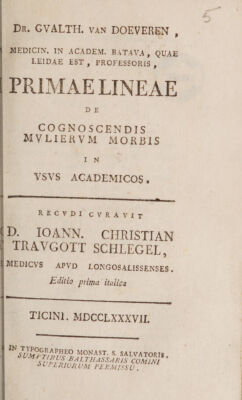 5
DR. GVALTH. VAN DOEVEREN,
MEDICIN. IN ACADEM. BATAVA, QUAE
LEIDAE EST, PROFESSORIS,
PRIMAE LINEAE
DE
COGNOSCENDIS
MVLIERVM MORBIS
IN
VSVS ACADEMICOS.
RECVDI CVRAVIT
D. IOANN. CHRISTIAN
TRAVGOTT SCHLEGEL,
MEDICVS APVD LONGOSALISSENSES.
Editio prima italica
TICINI. MDCCLXXXVII.
IN TYPOGRAPHEO MONAST. S. SALVATORIS.
SUMPTIBUS BALTHASSARIS COMINI
SUPERIORUM PERMISSU.